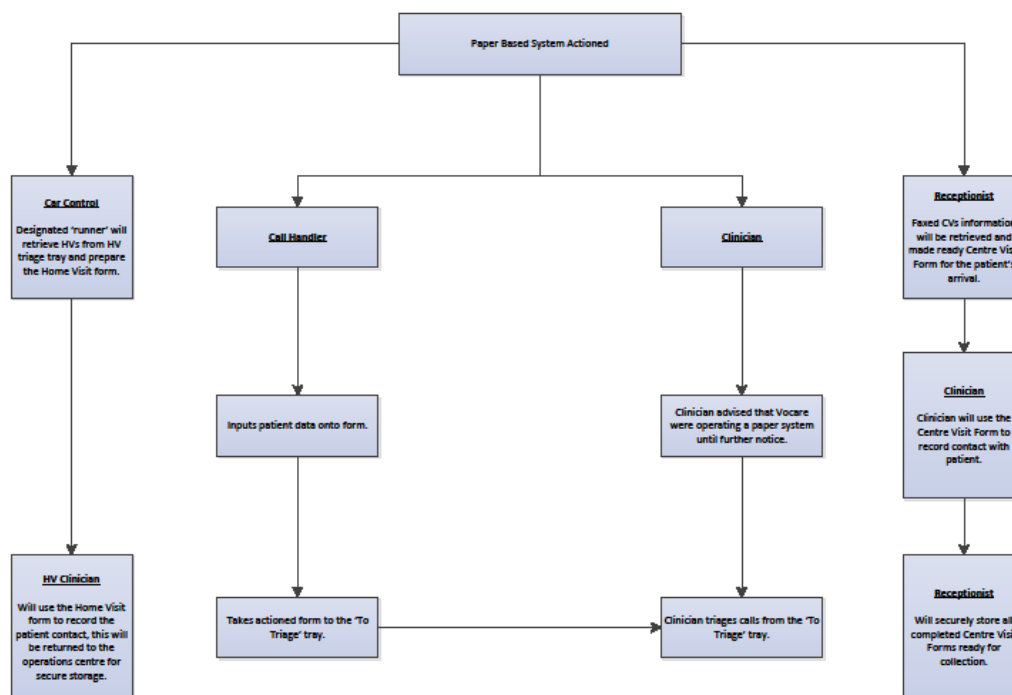 Paper Based System Actioned
Car Control
Designated 'runner' will
retrieve HVs from HV
triage tray and prepare
the Home Visit form.
Call Handler
Clinician
Receptionist
Faxed CVs information
will be retrieved and
made ready Centre Vis
Form for the patient's
arrival.
Inputs patient data onto form.
Clinician advised that Vocare
were operating a paper system
until further notice.
Clinician
Clinician will use the
Centre Visit Form to
record contact with
patient.
HV Clinician
Will use the Home Visit
form to record the
patient contact, this will
be returned to the
operations centre for
secure storage.
Takes actioned form to the 'To
Triage' tray.
Clinician triages calls from the 'To
Triage' tray.
Receptionist
Will securely store all
completed Centre Visi
Forms ready for
collection.